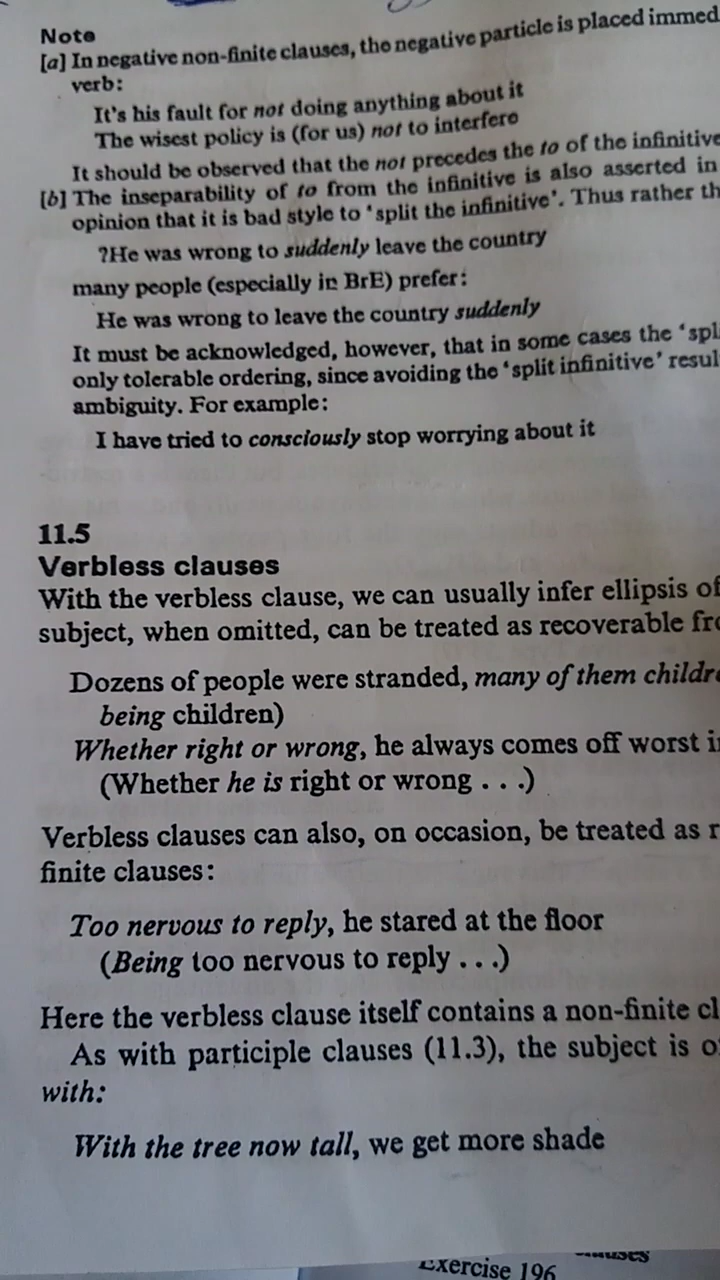 Note
[a] In negative non-finite clauses, the negative particle is placed immed
verb:
It's his fault for not doing anything about it
The wisest policy is (for us) not to interfere
It should be observed that the not precedes the to of the infinitive
[b] The inseparability of to from the infinitive is also asserted in
opinion that it is bad style to 'split the infinitive'. Thus rather th
?He was wrong to suddenly leave the country
many people (especially in BrE) prefer:
He was wrong to leave the country suddenly
It must be acknowledged, however, that in some cases the 'spl
only tolerable ordering, since avoiding the 'split infinitive' resul
ambiguity. For example:
I have tried to consciously stop worrying about it
11.5
Verbless clauses
With the verbless clause, we can usually infer ellipsis of
subject, when omitted, can be treated as recoverable fro
Dozens of people were stranded, many of them childre
being children)
Whether right or wrong, he always comes off worst i
(Whether he is right or wrong . . .)
Verbless clauses can also, on occasion, be treated as r
finite clauses:
Too nervous to reply, he stared at the floor
(Being too nervous to reply . . .)
Here the verbless clause itself contains a non-finite cl
As with participle clauses (11.3), the subject is o
with:
With the tree now tall, we get more shade
Exercise 196